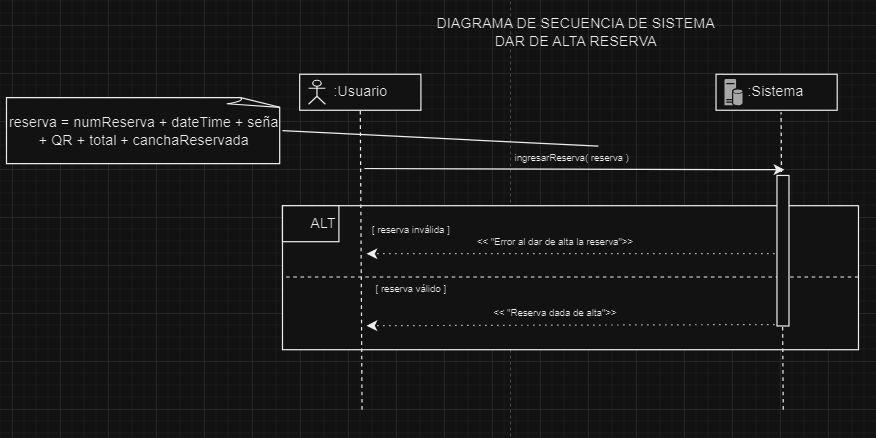 DIAGRAMA DE SECUENCIA DE SISTEMA
DAR DE ALTA RESERVA
:Usuario
:Sistema
reserva = numReserva + dateTime + seña
+ QR + total + canchaReservada
ingresarReserva( reserva )
ALT
[ reserva inválida ]
<< "Error al dar de alta la reserva">>
[ reserva válido ]
<< "Reserva dada de alta">>